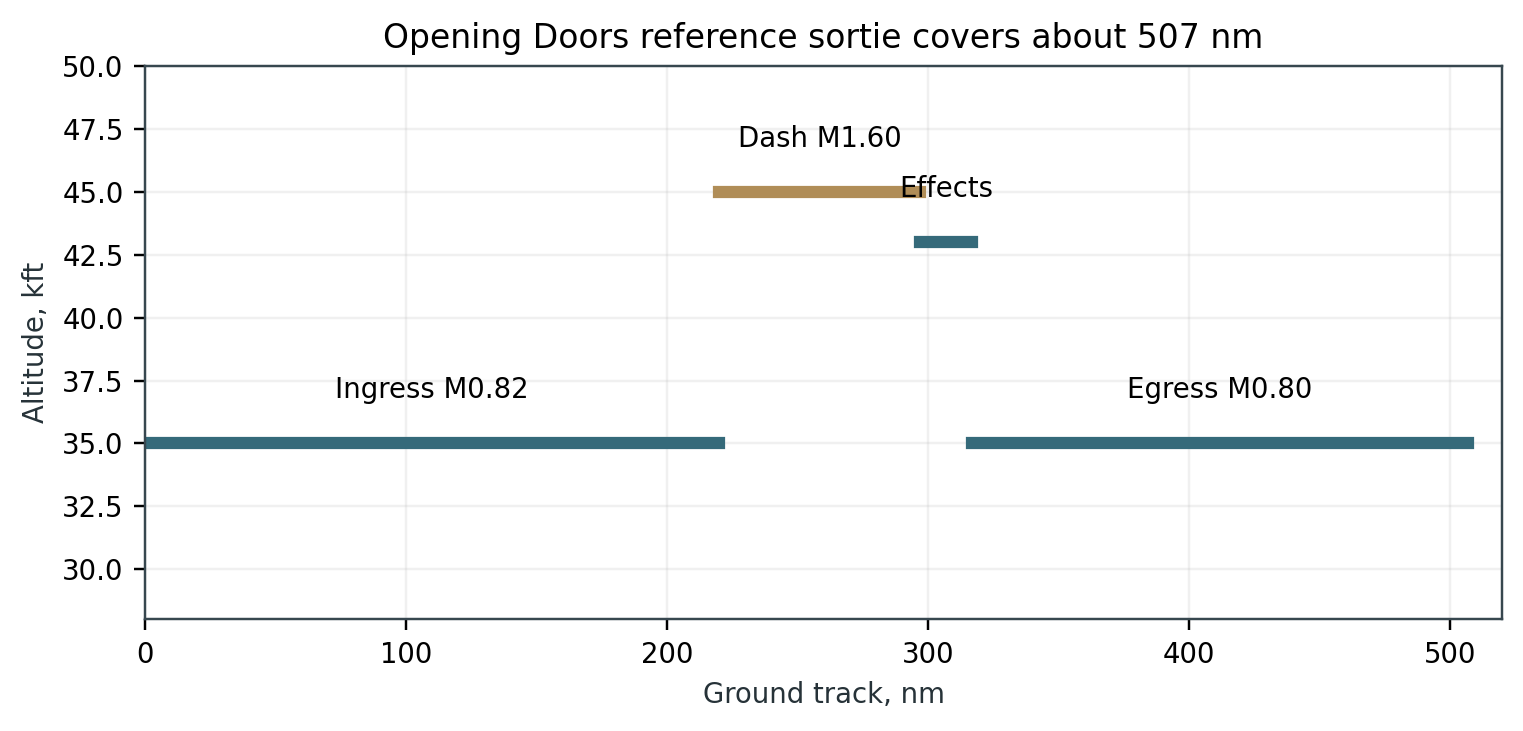 Opening Doors reference sortie covers about 507 nm
50.0
47.5
45.0
42.5
40.0
37.5
35.0
32.5
30.0
Altitude, kft
Dash M1.60
Effects
Ingress M0.82
Egress M0.80
0
100
200
300
400
500
Ground track, nm